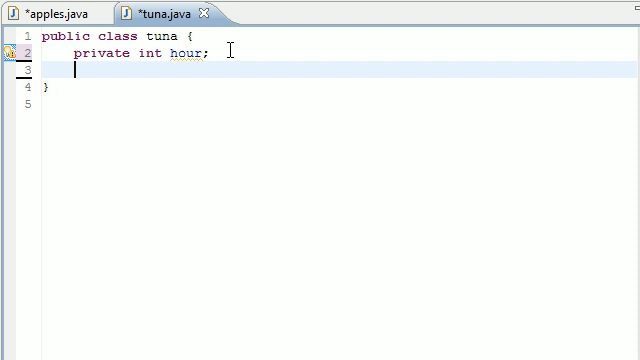 *apples.java *tuna.java
1 public class tuna {
2 private int hour;
3
4 }
5